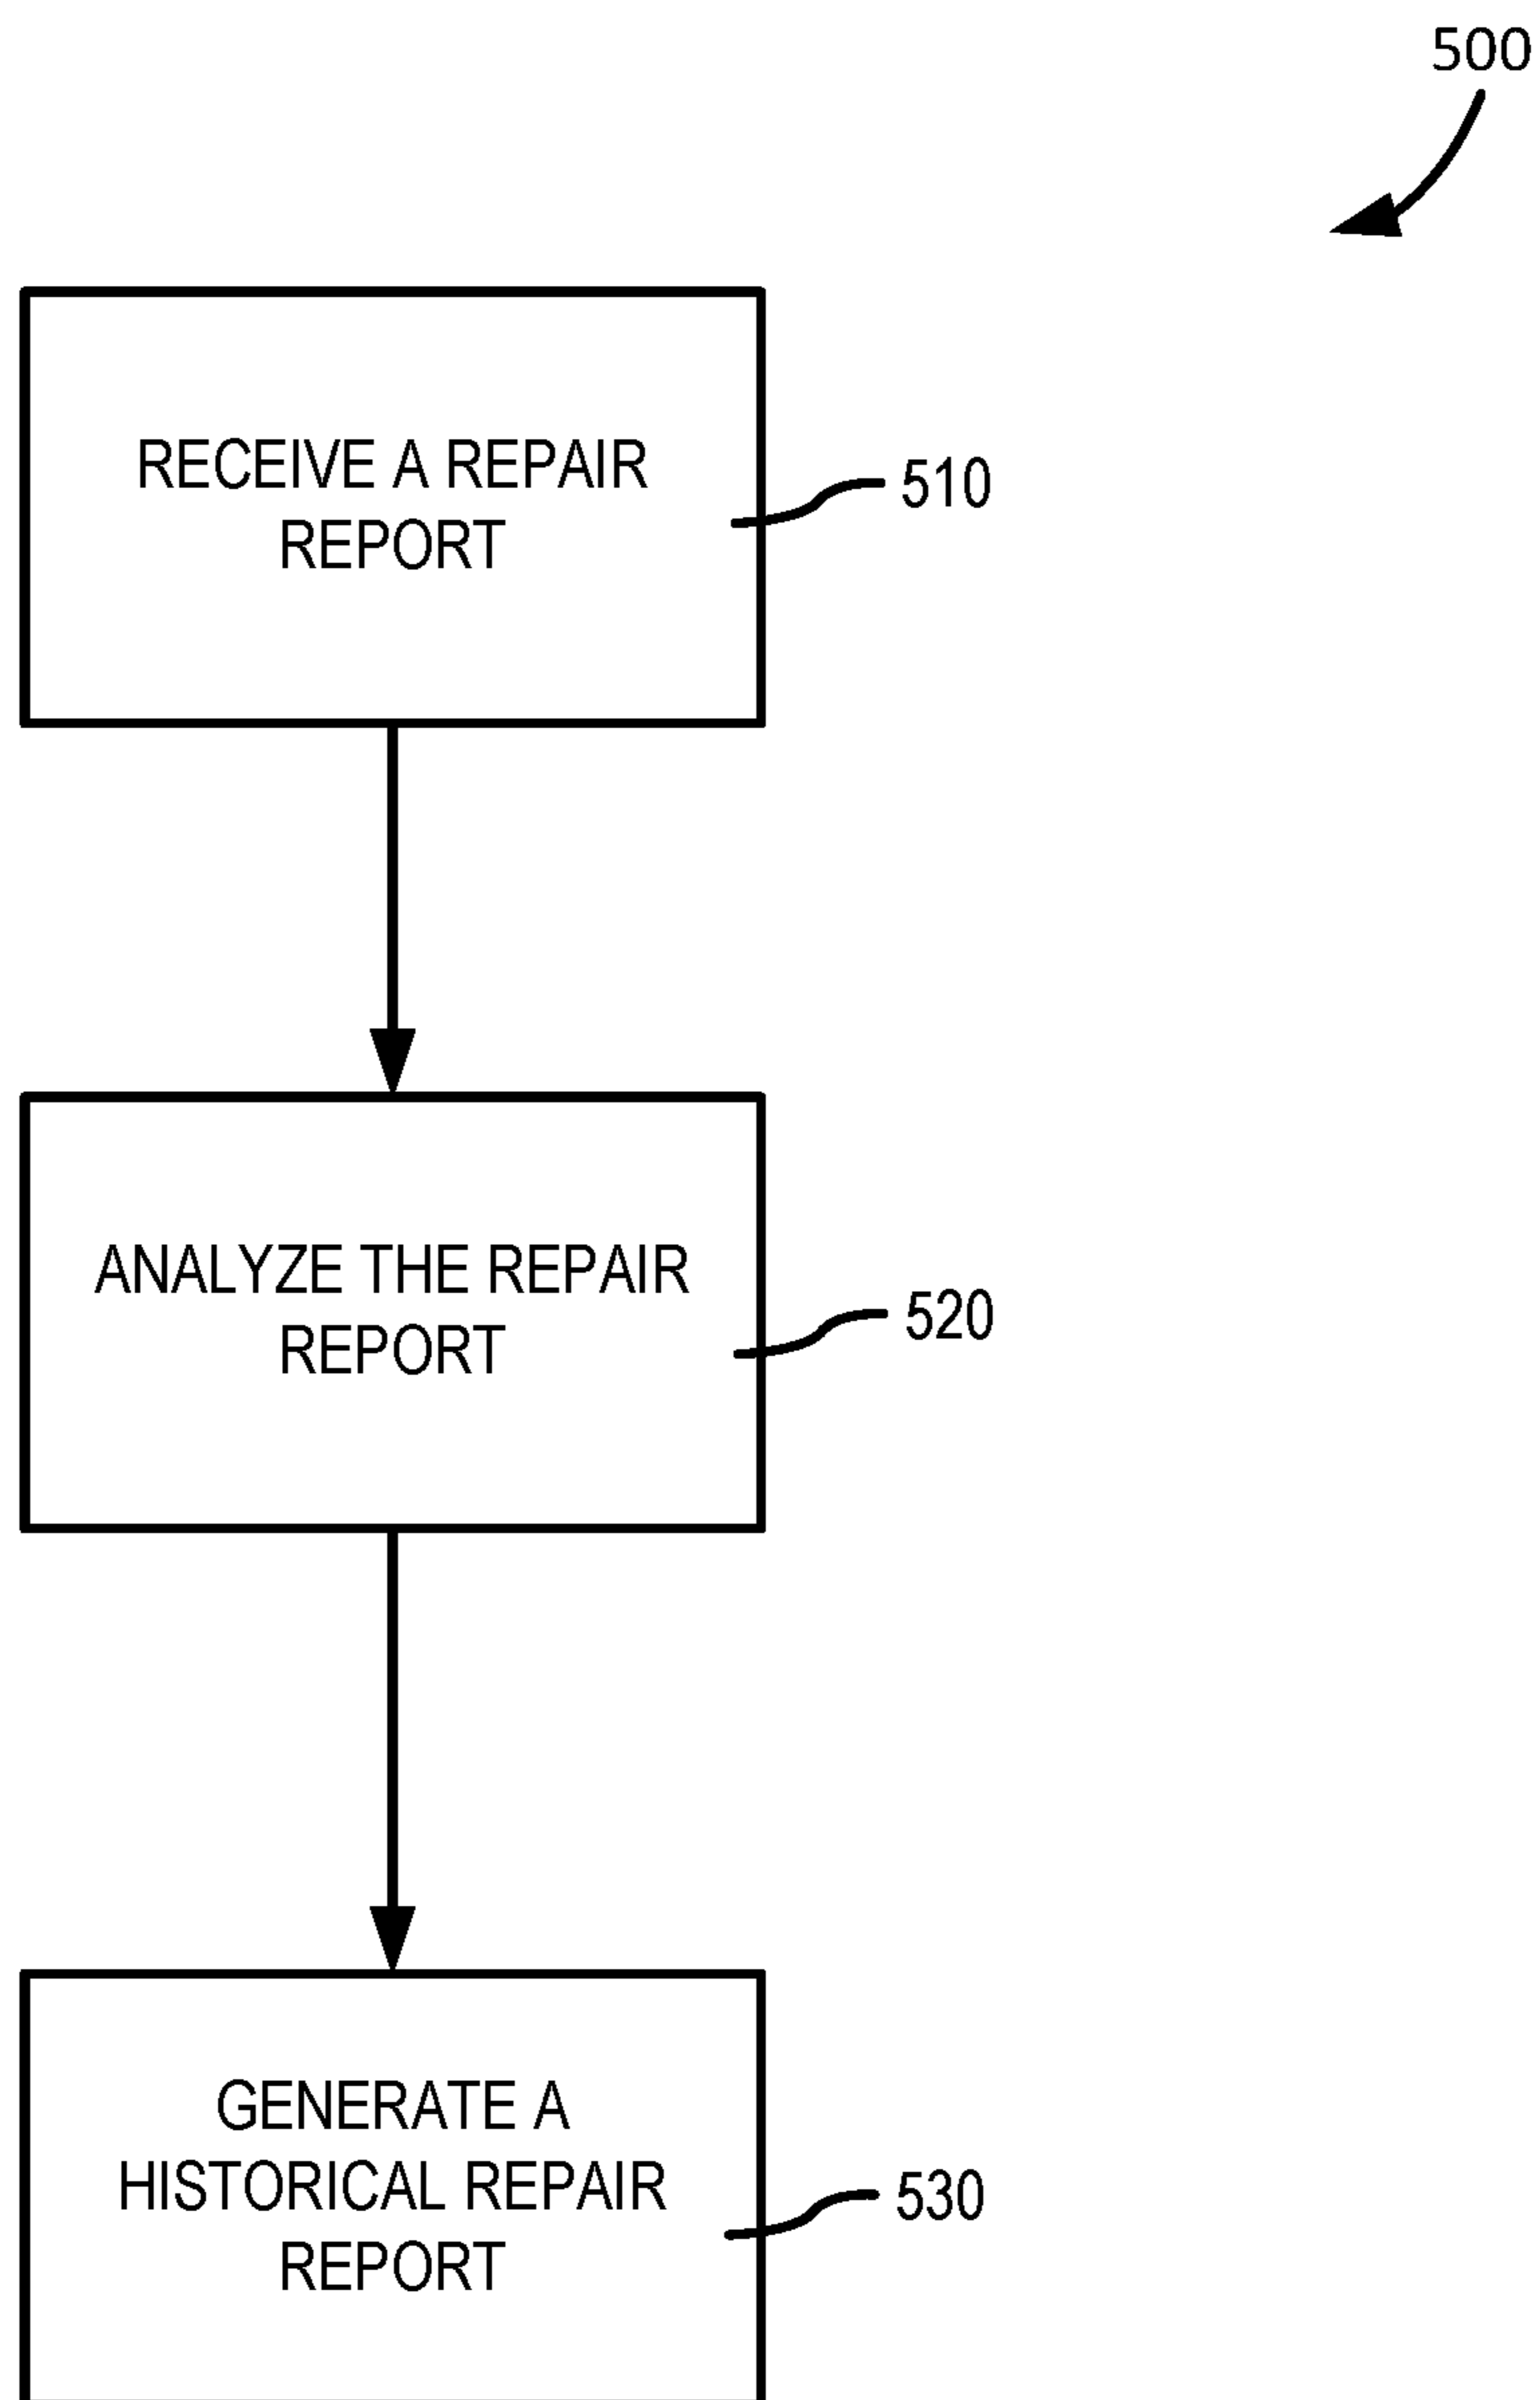 500
RECEIVE A REPAIR
REPORT
510
ANALYZE THE REPAIR
REPORT
520
GENERATE A
HISTORICAL REPAIR
REPORT
530